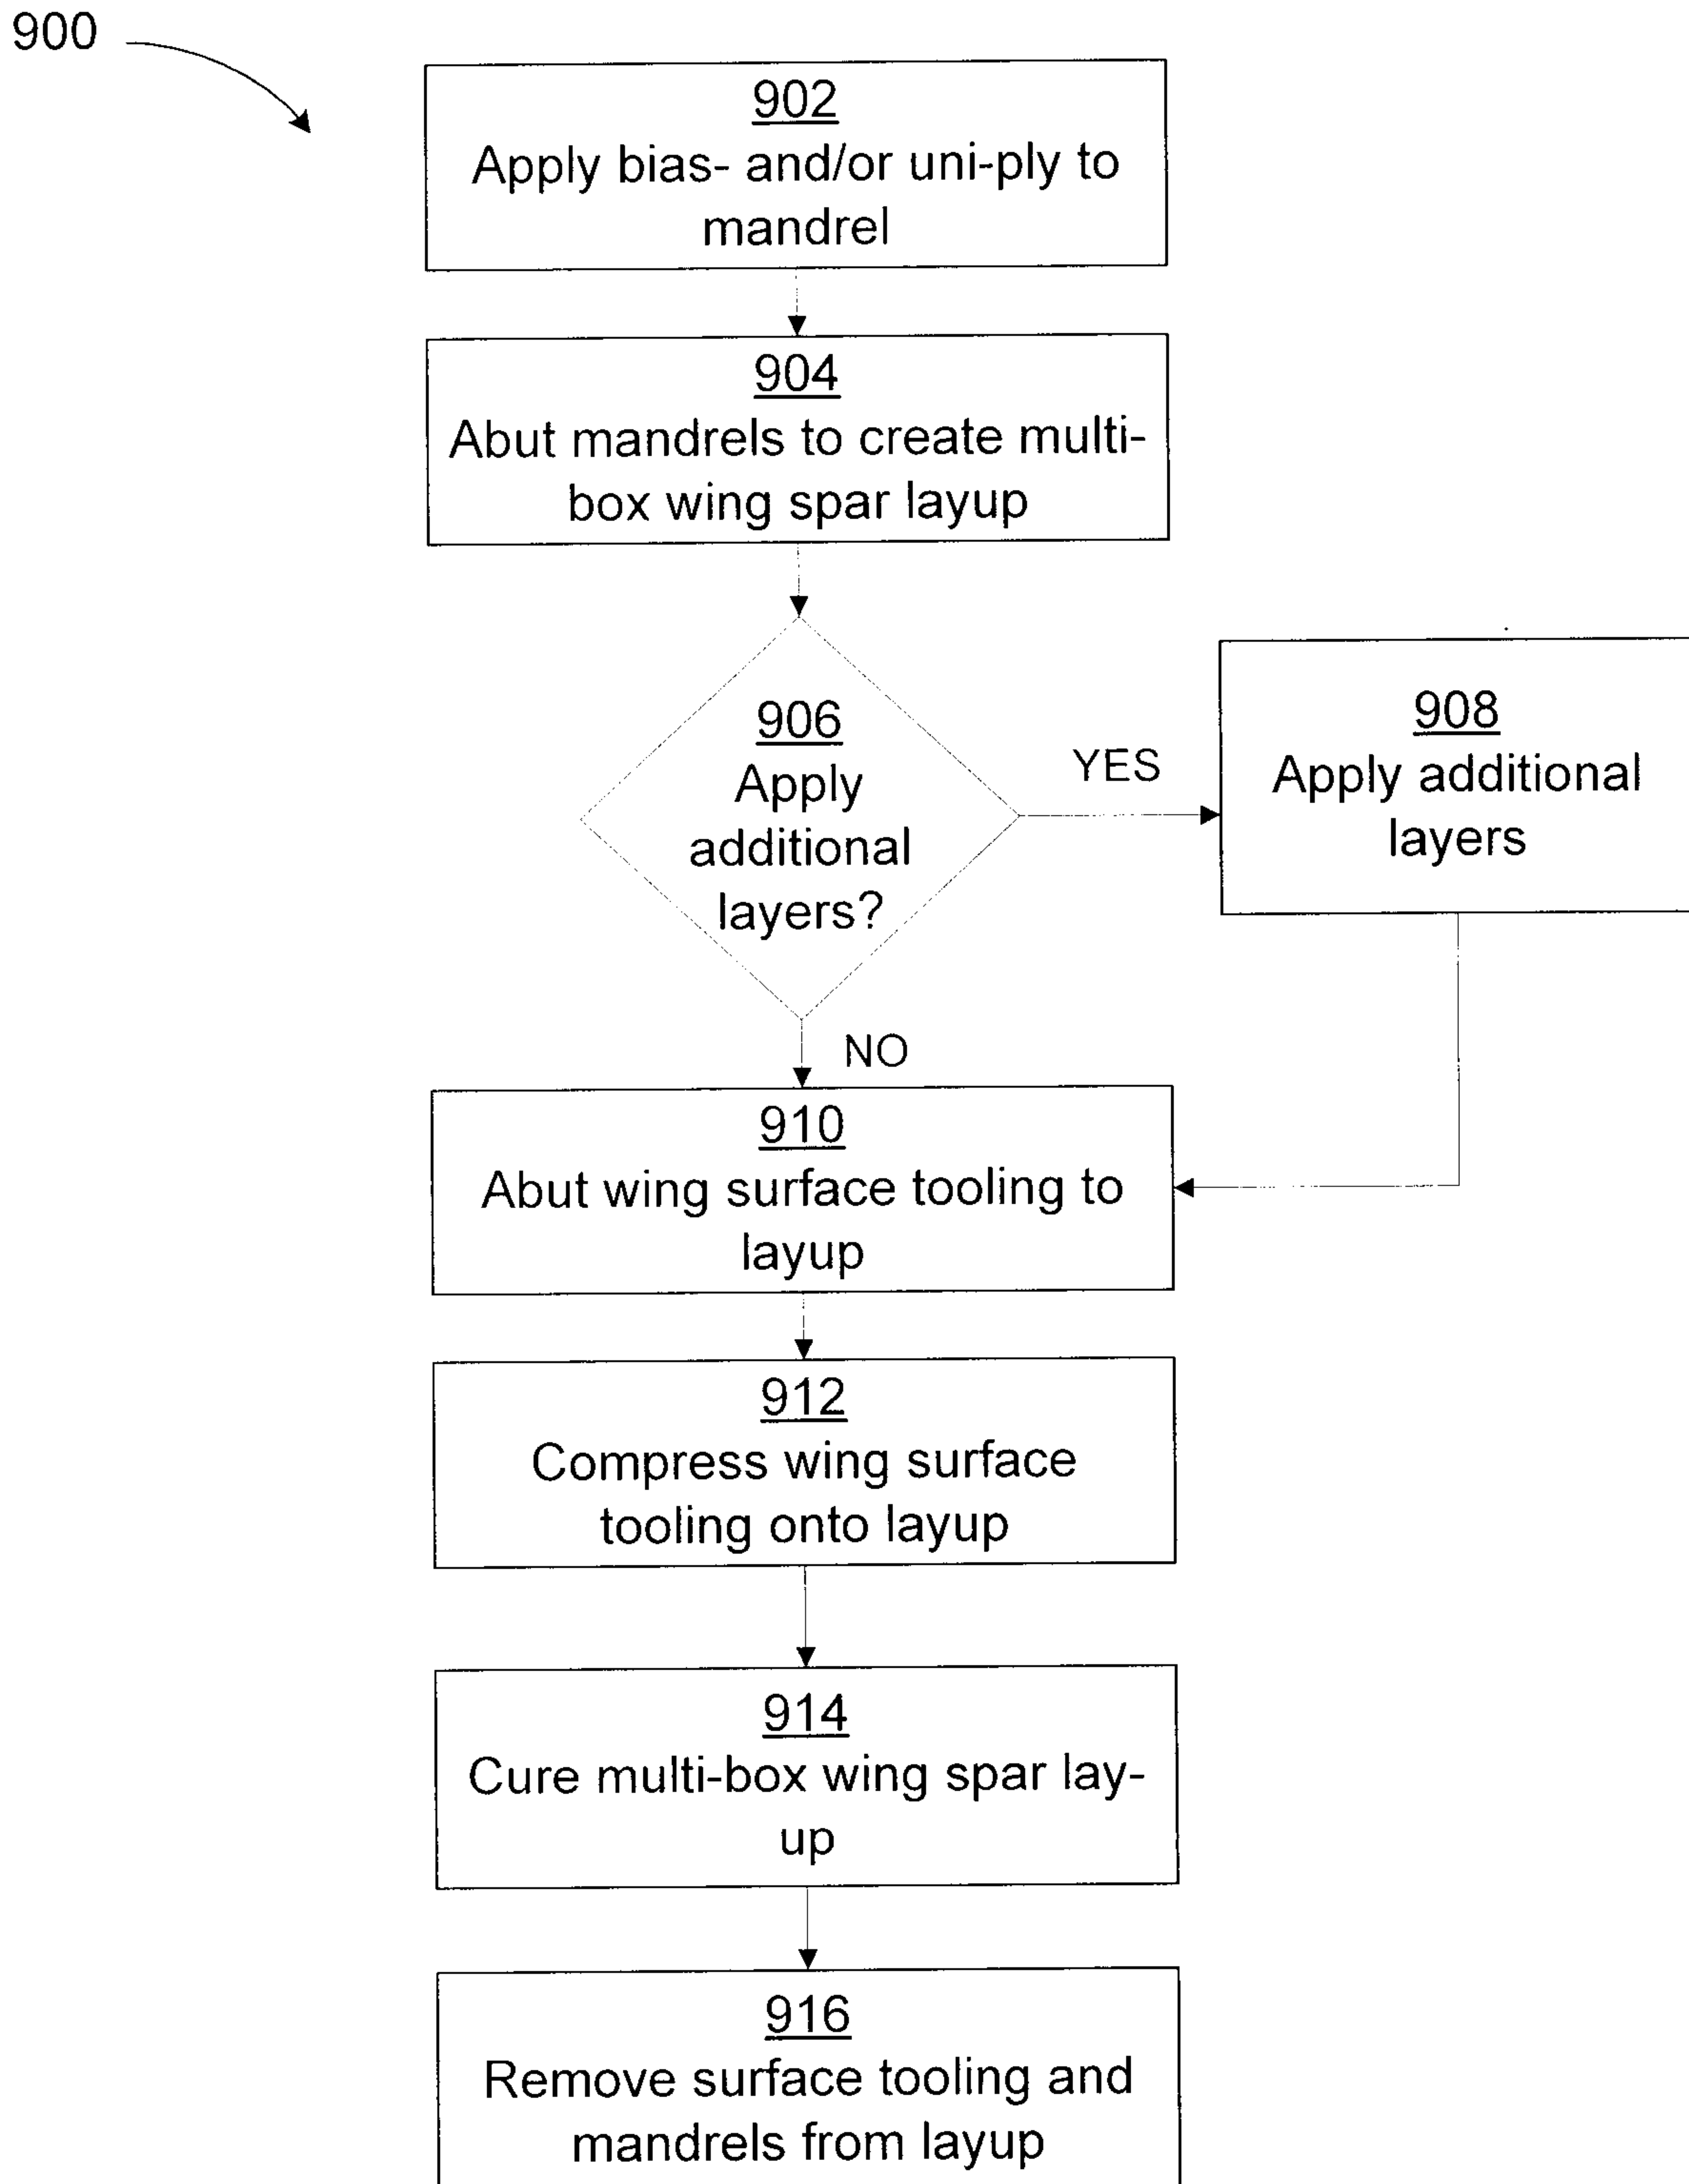 900
902
Apply bias- and/or uni-ply to
mandrel
904
Abut mandrels to create multi-
box wing spar layup
906
Apply
additional
layers?
YES
908
Apply additional
layers
NO
910
Abut wing surface tooling to
layup
912
Compress wing surface
tooling onto layup
914
Cure multi-box wing spar lay-
up
916
Remove surface tooling and
mandrels from layup